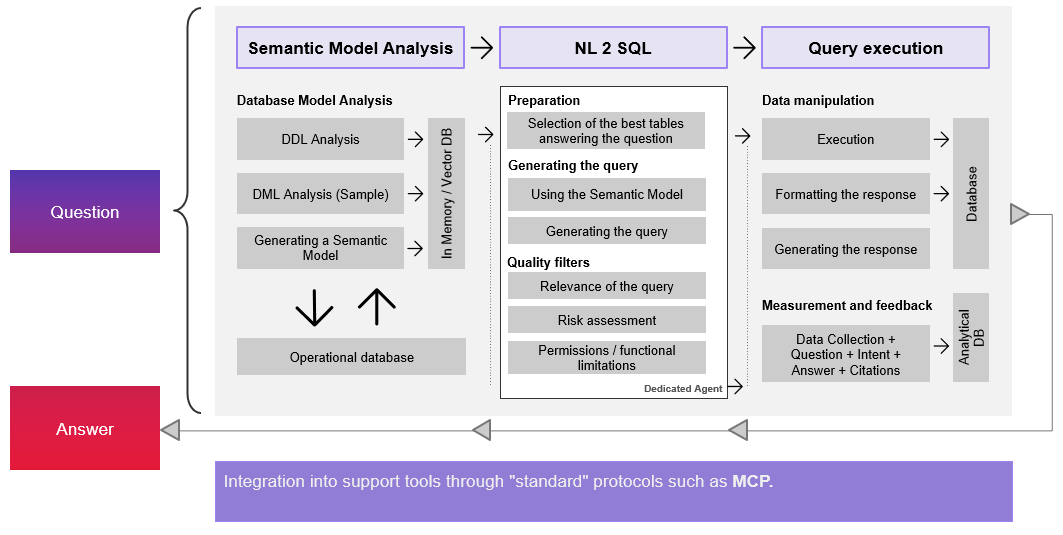 Semantic Model Analysis
NL 2 SQL
Query execution
Question
Answer
Database Model Analysis
DDL Analysis
DML Analysis (Sample)
Generating a Semantic
Model
In Memory / Vector DB
Operational database
Preparation
Selection of the best tables
answering the question
Generating the query
Using the Semantic Model
Generating the query
Quality filters
Relevance of the query
Risk assessment
Permissions / functional
limitations
Dedicated Agent
Data manipulation
Execution
Formatting the response
Generating the response
Database
Measurement and feedback
Data Collection +
Question + Intent +
Answer + Citations
Analytical
DB
Integration into support tools through "standard" protocols such as MCP.